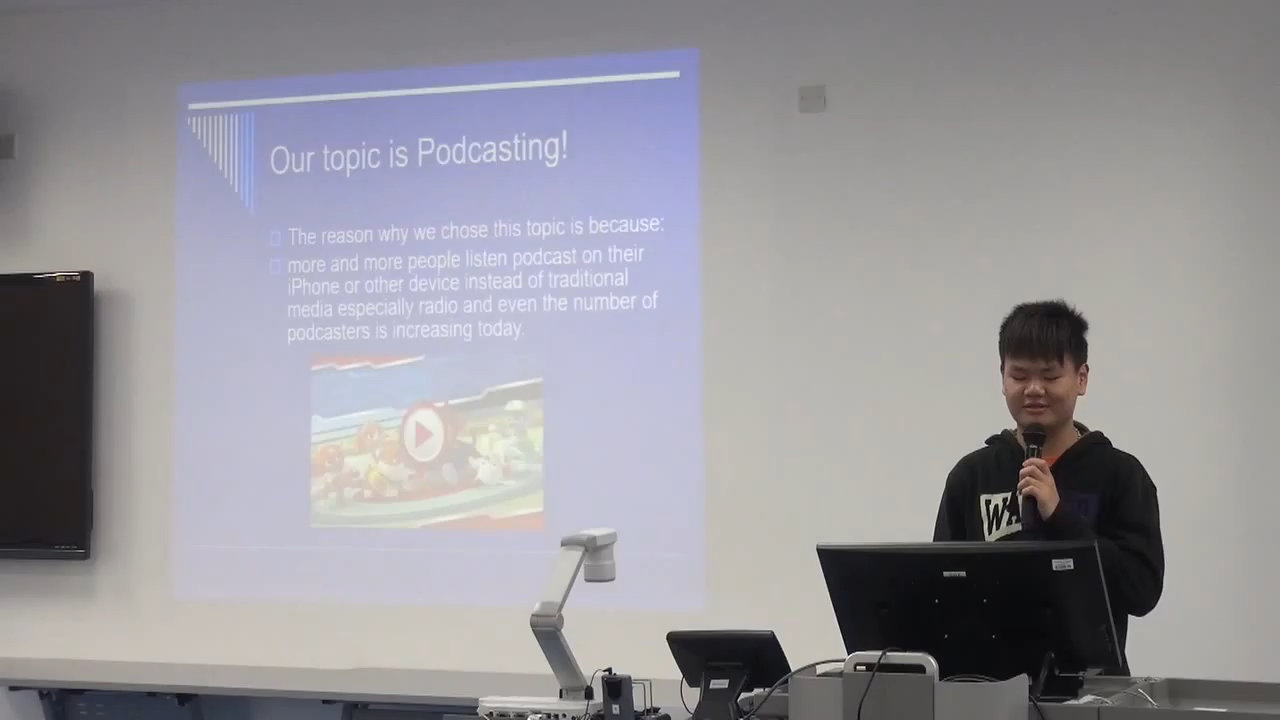 Our topic is Podcasting!
The reason why we chose this topic is because:
more and more people listen podcast on their
iPhone or other device instead of traditional
media especially radio and even the number of
podcasters is increasing today.
WA